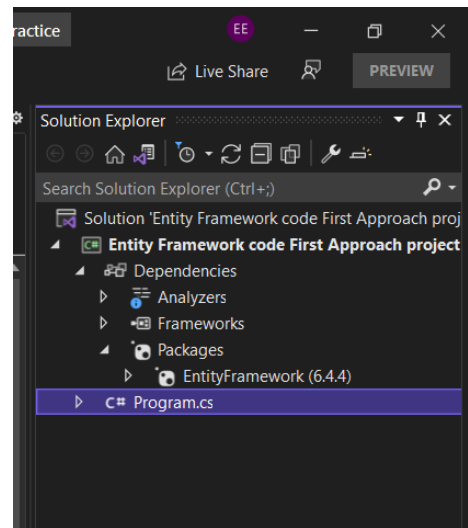 ractice
EE
Live Share
PREVIEW
Solution Explorer
Search Solution Explorer (Ctrl+;)
Solution 'Entity Framework code First Approach proj
C# Entity Framework code First Approach project
Dependencies
Analyzers
Frameworks
Packages
EntityFramework (6.4.4)
C# Program.cs